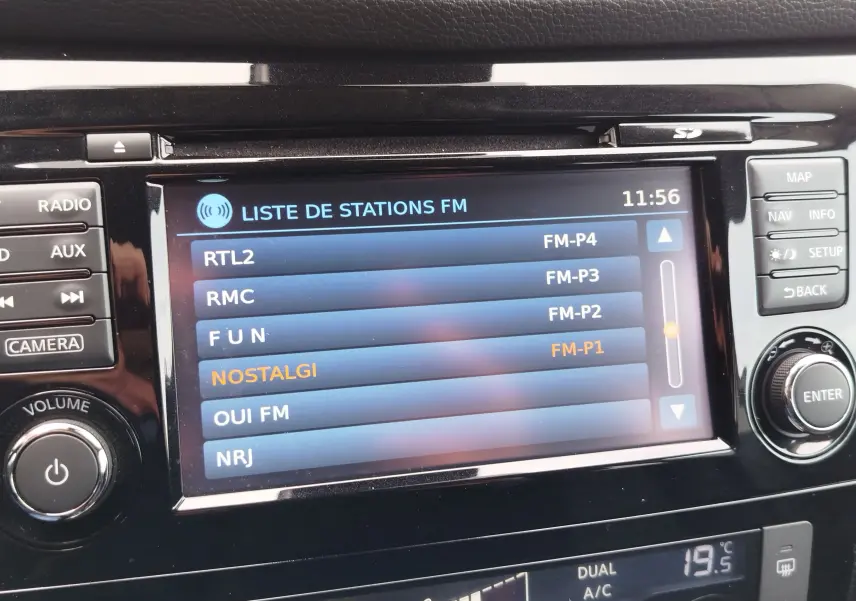 SD
MAP
RADIO
LISTE DE STATIONS FM 11:56
NAV INFO
RTL2 FM-P4
AUX
SETUP
RMC FM-P3
BACK
F U N FM-P2
CAMERA
NOSTALGI FM-P1
ENTER
VOLUME
OUI FM
NRJ
DUAL 19.5 °C
A/C